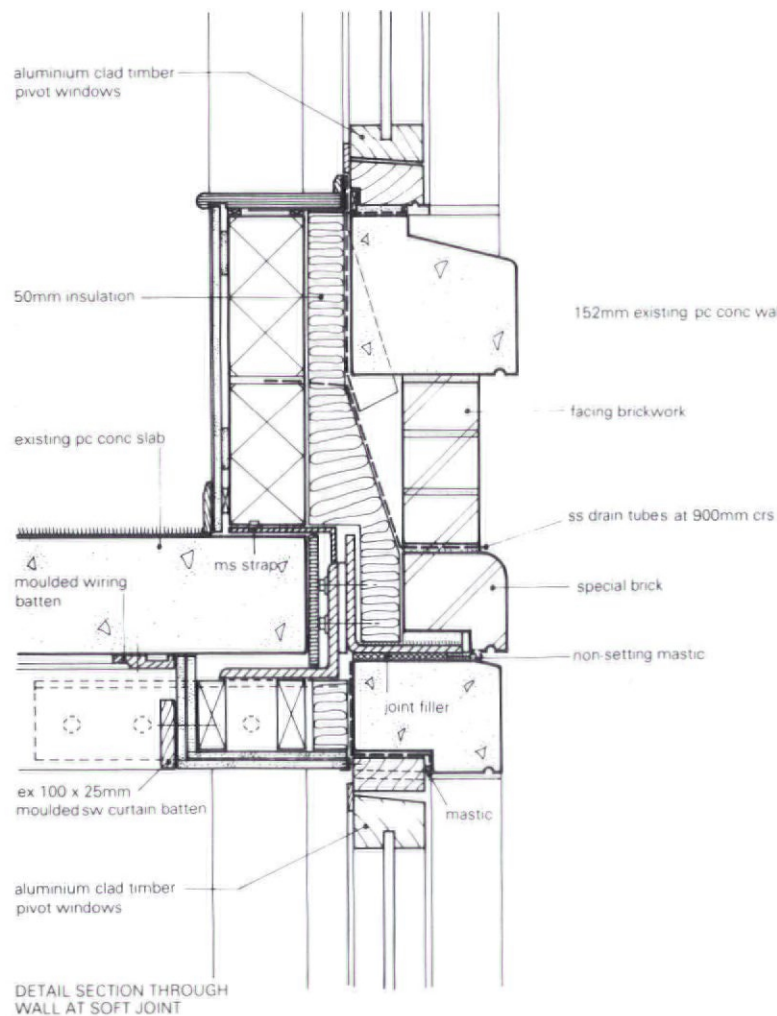 aluminium clad timber
pivot windows
50mm insulation
152mm existing pc conc wa
facing brickwork
existing pc conc slab
ss drain tubes at 900mm crs
ms strap
moulded wiring
batten
special brick
non-setting mastic
joint filler
ex 100 x 25mm
moulded sw curtain batten
mastic
aluminium clad timber
pivot windows
DETAIL SECTION THROUGH
WALL AT SOFT JOINT